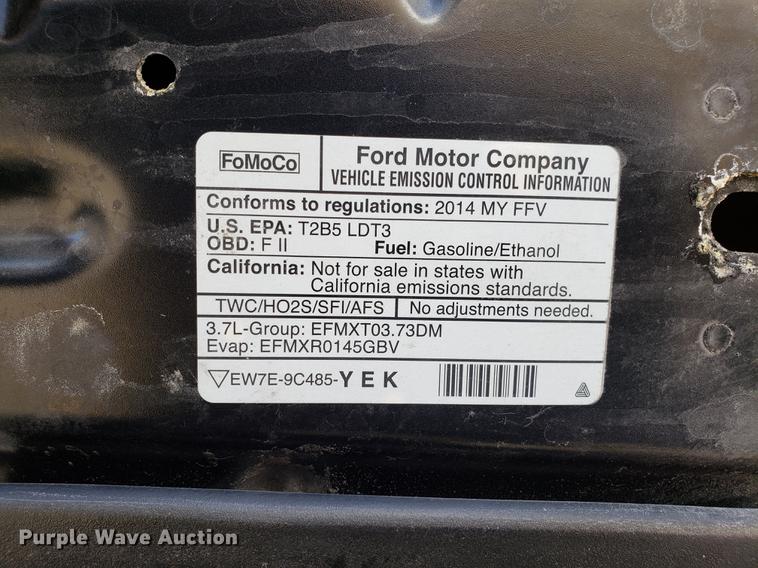 FoMoCo
Ford Motor Company
VEHICLE EMISSION CONTROL INFORMATION
Conforms to regulations: 2014 MY FFV
U.S. EPA: T2B5 LDT3
OBD: F II Fuel: Gasoline/Ethanol
California: Not for sale in states with
California emissions standards.
TWC/HO2S/SFI/AFS No adjustments needed.
3.7L-Group: EFMXT03.73DM
Evap: EFMXR0145GBV
EW7E-9C485-YEK
Purple Wave Auction